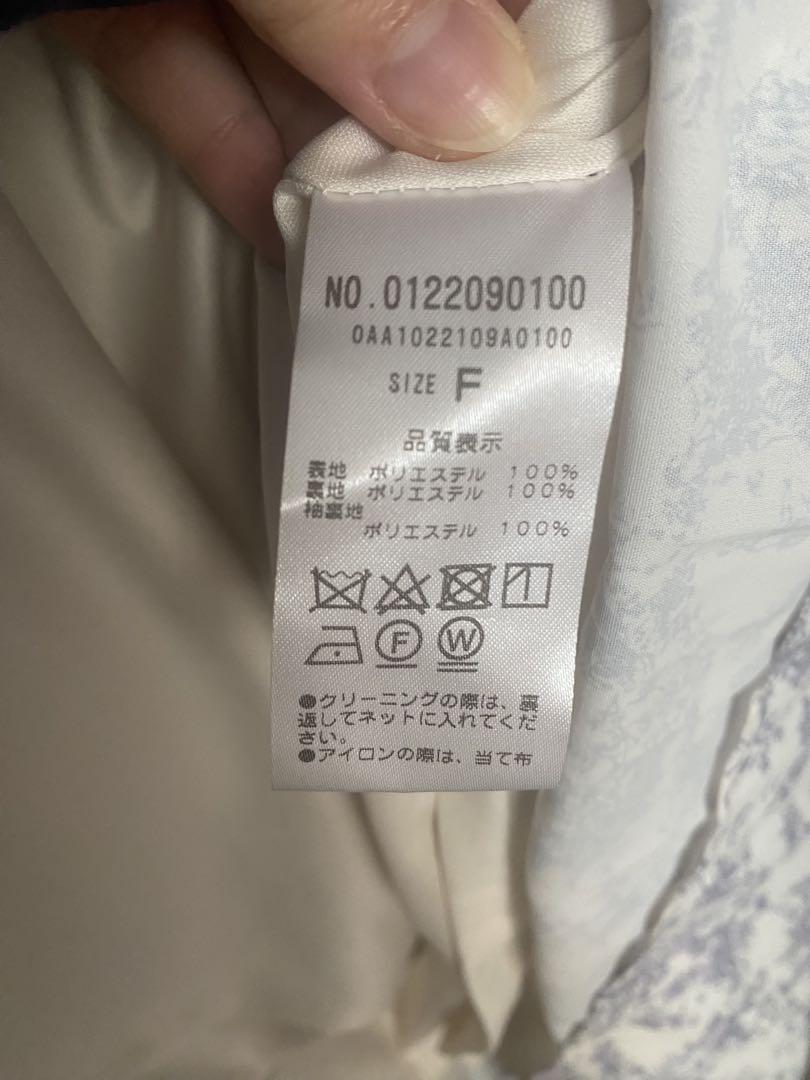 NO.0122090100
0AA1022109A0100
SIZE F
品質表示
表地 ポリエステル 100%
裏地 ポリエステル 100%
袖裏地
ポリエステル 100%
F W
●クリーニングの際は、裏
返してネットに入れてくだ
さい。
●アイロンの際は、当て布